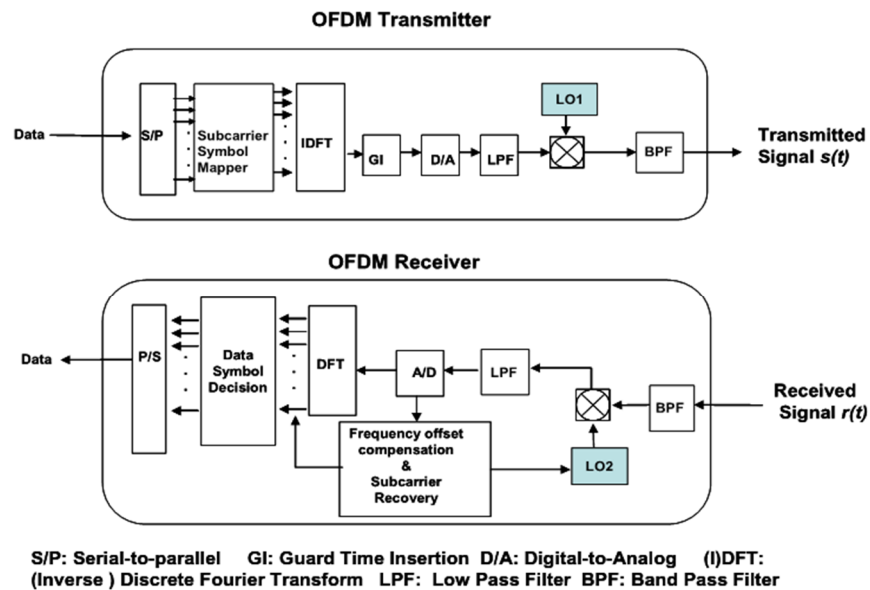 OFDM Transmitter
Data
S/P
Subcarrier
Symbol
Mapper
IDFT
GI
D/A
LPF
LO1
BPF
Transmitted
Signal s(t)
OFDM Receiver
Data
P/S
Data
Symbol
Decision
DFT
A/D
LPF
BPF
Received
Signal r(t)
LO2
Frequency offset
compensation
&
Subcarrier
Recovery
S/P: Serial-to-parallel GI: Guard Time Insertion D/A: Digital-to-Analog (I)DFT:
(Inverse ) Discrete Fourier Transform LPF: Low Pass Filter BPF: Band Pass Filter